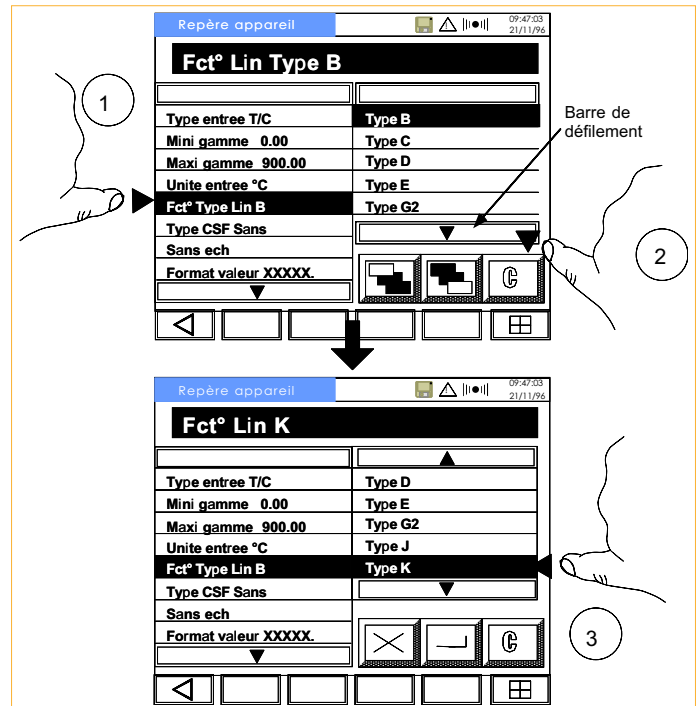 Repère appareil
09:47:03
21/11/96
Fctº Lin Type B
1
Type entree T/C
Mini gamme 0.00
Maxi gamme 900.00
Unite entree °C
Fctº Type Lin B
Type CSF Sans
Sans ech
Format valeur XXXXX.
Type B
Type C
Type D
Type E
Type G2
C
Barre de
défilement
2
Repère appareil
09:47:03
21/11/96
Fctº Lin K
Type entree T/C
Mini gamme 0.00
Maxi gamme 900.00
Unite entree °C
Fctº Type Lin B
Type CSF Sans
Sans ech
Format valeur XXXXX.
Type D
Type E
Type G2
Type J
Type K
C
3